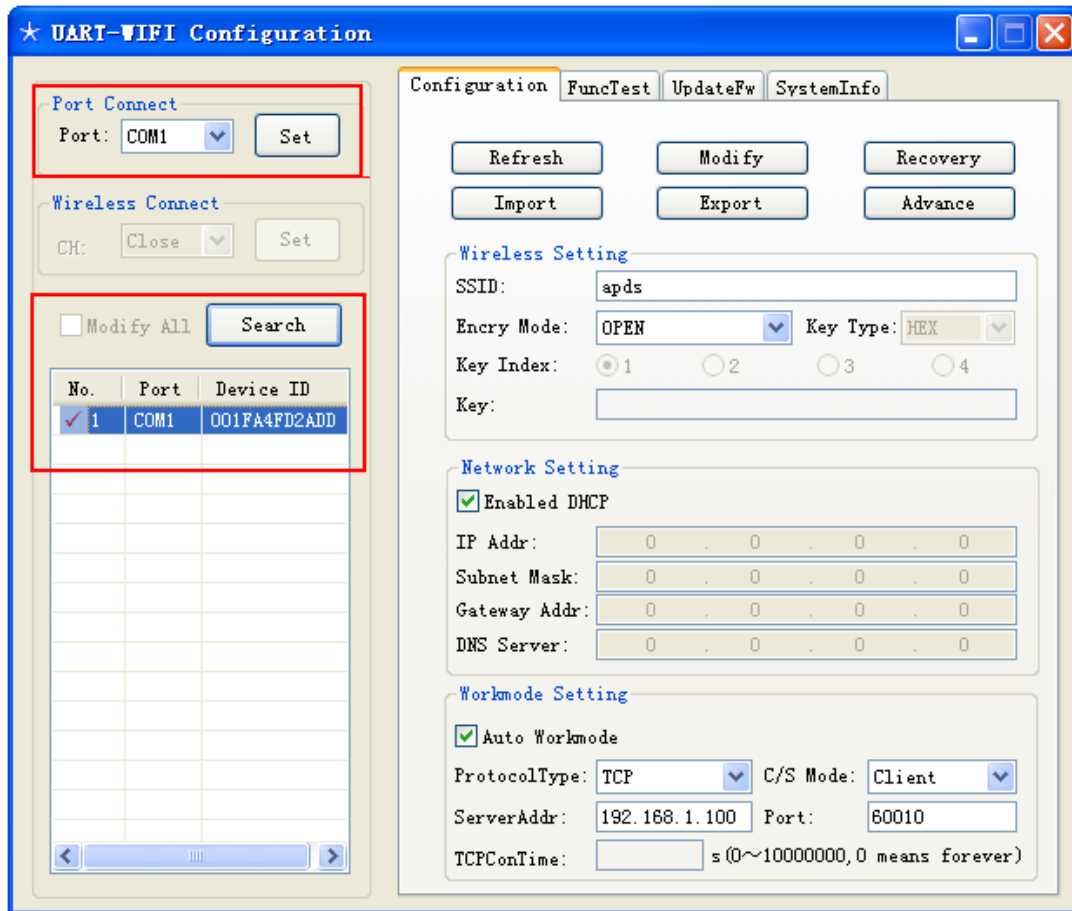 UART-WIFI Configuration
Port Connect
Port: COM1 Set
Wireless Connect
CH: Close Set
Modify All Search
No. Port Device ID
1 COM1 001FA4FD2ADD
Configuration FuncTest UpdateFw SystemInfo
Refresh Modify Recovery
Import Export Advance
Wireless Setting
SSID: apds
Encry Mode: OPEN Key Type: HEX
Key Index: 1 2 3 4
Key:
Network Setting
Enabled DHCP
IP Addr: 0 . 0 . 0 . 0
Subnet Mask: 0 . 0 . 0 . 0
Gateway Addr: 0 . 0 . 0 . 0
DNS Server: 0 . 0 . 0 . 0
Workmode Setting
Auto Workmode
ProtocolType: TCP C/S Mode: Client
ServerAddr: 192.168.1.100 Port: 60010
TCPConTime: s(0~10000000,0 means forever)